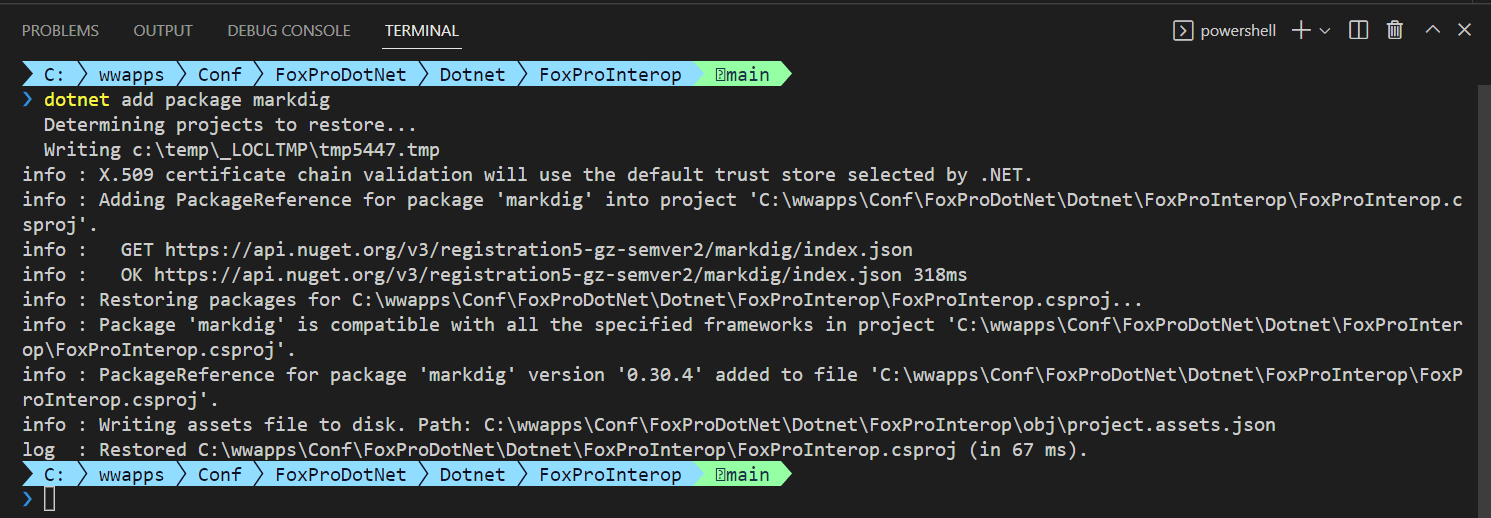 PROBLEMS OUTPUT DEBUG CONSOLE TERMINAL powershell
C: wwapps Conf FoxProDotNet Dotnet FoxProInterop main
❯ dotnet add package markdig
Determining projects to restore...
Writing c:\temp\_LOCLTMP\tmp5447.tmp
info : X.509 certificate chain validation will use the default trust store selected by .NET.
info : Adding PackageReference for package 'markdig' into project 'C:\wwapps\Conf\FoxProDotNet\Dotnet\FoxProInterop\FoxProInterop.c
sproj'.
info :   GET https://api.nuget.org/v3/registration5-gz-semver2/markdig/index.json
info :   OK https://api.nuget.org/v3/registration5-gz-semver2/markdig/index.json 318ms
info : Restoring packages for C:\wwapps\Conf\FoxProDotNet\Dotnet\FoxProInterop\FoxProInterop.csproj...
info : Package 'markdig' is compatible with all the specified frameworks in project 'C:\wwapps\Conf\FoxProDotNet\Dotnet\FoxProInter
op\FoxProInterop.csproj'.
info : PackageReference for package 'markdig' version '0.30.4' added to file 'C:\wwapps\Conf\FoxProDotNet\Dotnet\FoxProInterop\FoxP
roInterop.csproj'.
info : Writing assets file to disk. Path: C:\wwapps\Conf\FoxProDotNet\Dotnet\FoxProInterop\obj\project.assets.json
log  : Restored C:\wwapps\Conf\FoxProDotNet\Dotnet\FoxProInterop\FoxProInterop.csproj (in 67 ms).
C: wwapps Conf FoxProDotNet Dotnet FoxProInterop main
❯